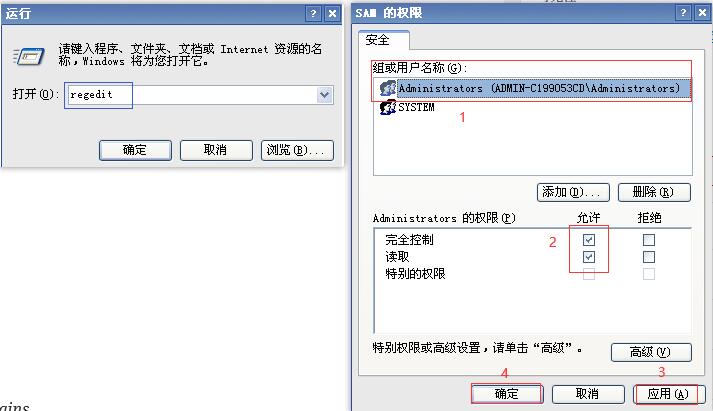 运行
请键入程序、文件夹、文档或 Internet 资源的名
称,Windows 将为您打开它。
打开(O):
regedit
确定
取消
浏览(B)...
SAM 的权限
安全
组或用户名称(G):
Administrators (ADMIN-C199053CD\Administrators)
SYSTEM
1
添加(D)...
删除(R)
Administrators 的权限(P)
允许
拒绝
完全控制
2
读取
特别的权限
特别权限或高级设置,请单击“高级”。
高级(V)
4
3
确定
取消
应用(A)
ains